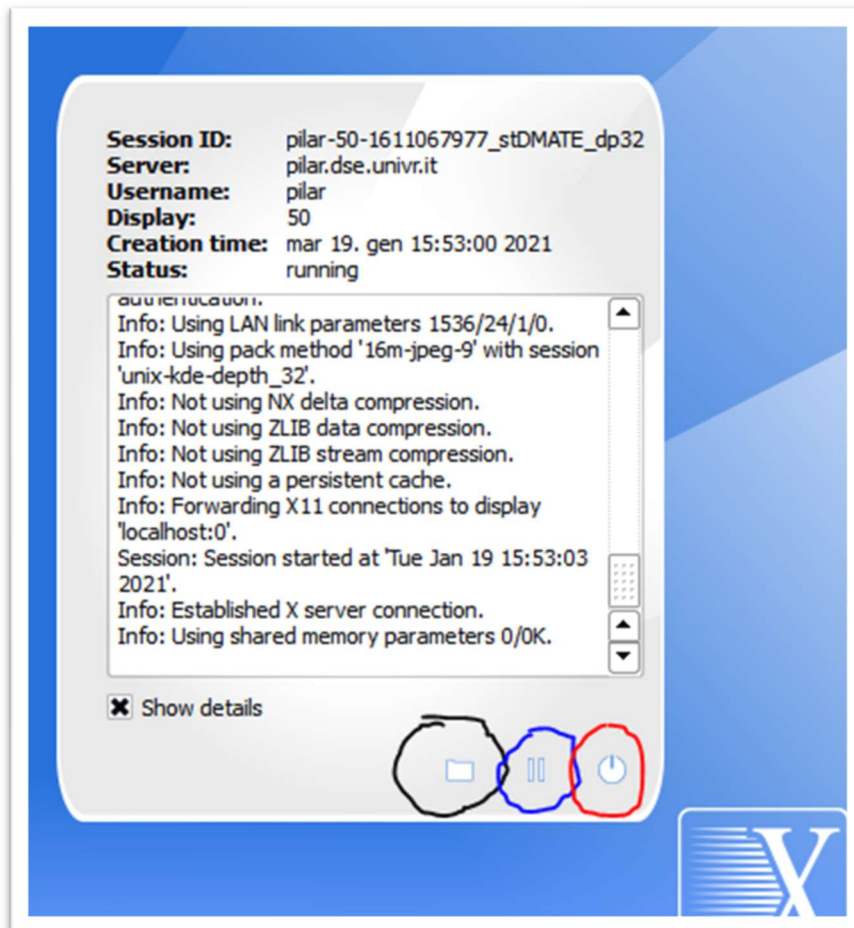 Session ID: pilar-50-1611067977_stDMATE_dp32
Server: pilar.dse.univr.it
Username: pilar
Display: 50
Creation time: mar 19. gen 15:53:00 2021
Status: running
authentication.
Info: Using LAN link parameters 1536/24/1/0.
Info: Using pack method '16m-jpeg-9' with session
'unix-kde-depth_32'.
Info: Not using NX delta compression.
Info: Not using ZLIB data compression.
Info: Not using ZLIB stream compression.
Info: Not using a persistent cache.
Info: Forwarding X11 connections to display
'localhost:0'.
Session: Session started at 'Tue Jan 19 15:53:03
2021'.
Info: Established X server connection.
Info: Using shared memory parameters 0/0K.
Show details
X